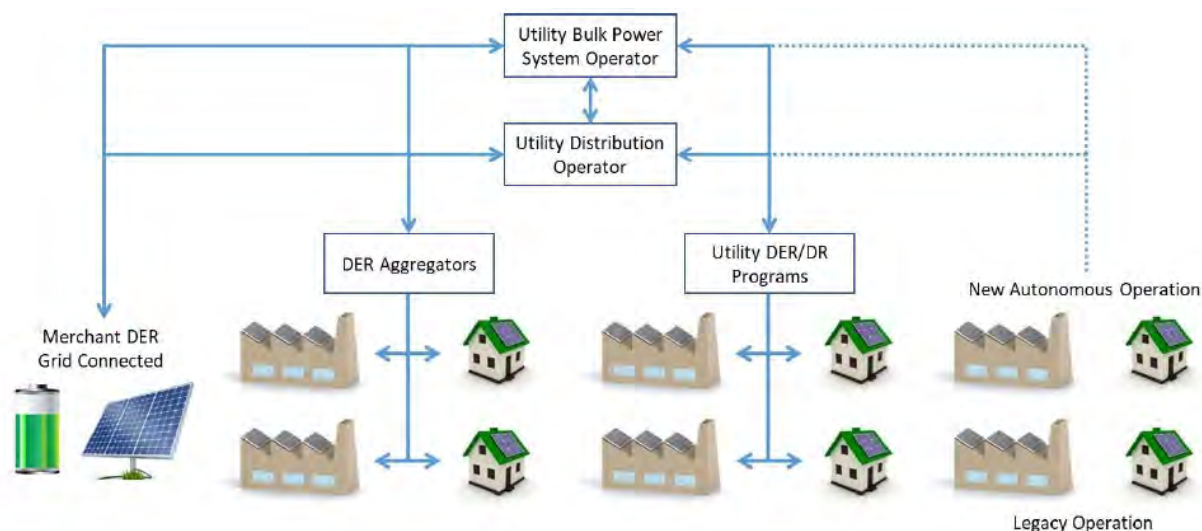 Utility Bulk Power
System Operator
Utility Distribution
Operator
DER Aggregators
Utility DER/DR
Programs
New Autonomous Operation
Merchant DER
Grid Connected
Legacy Operation